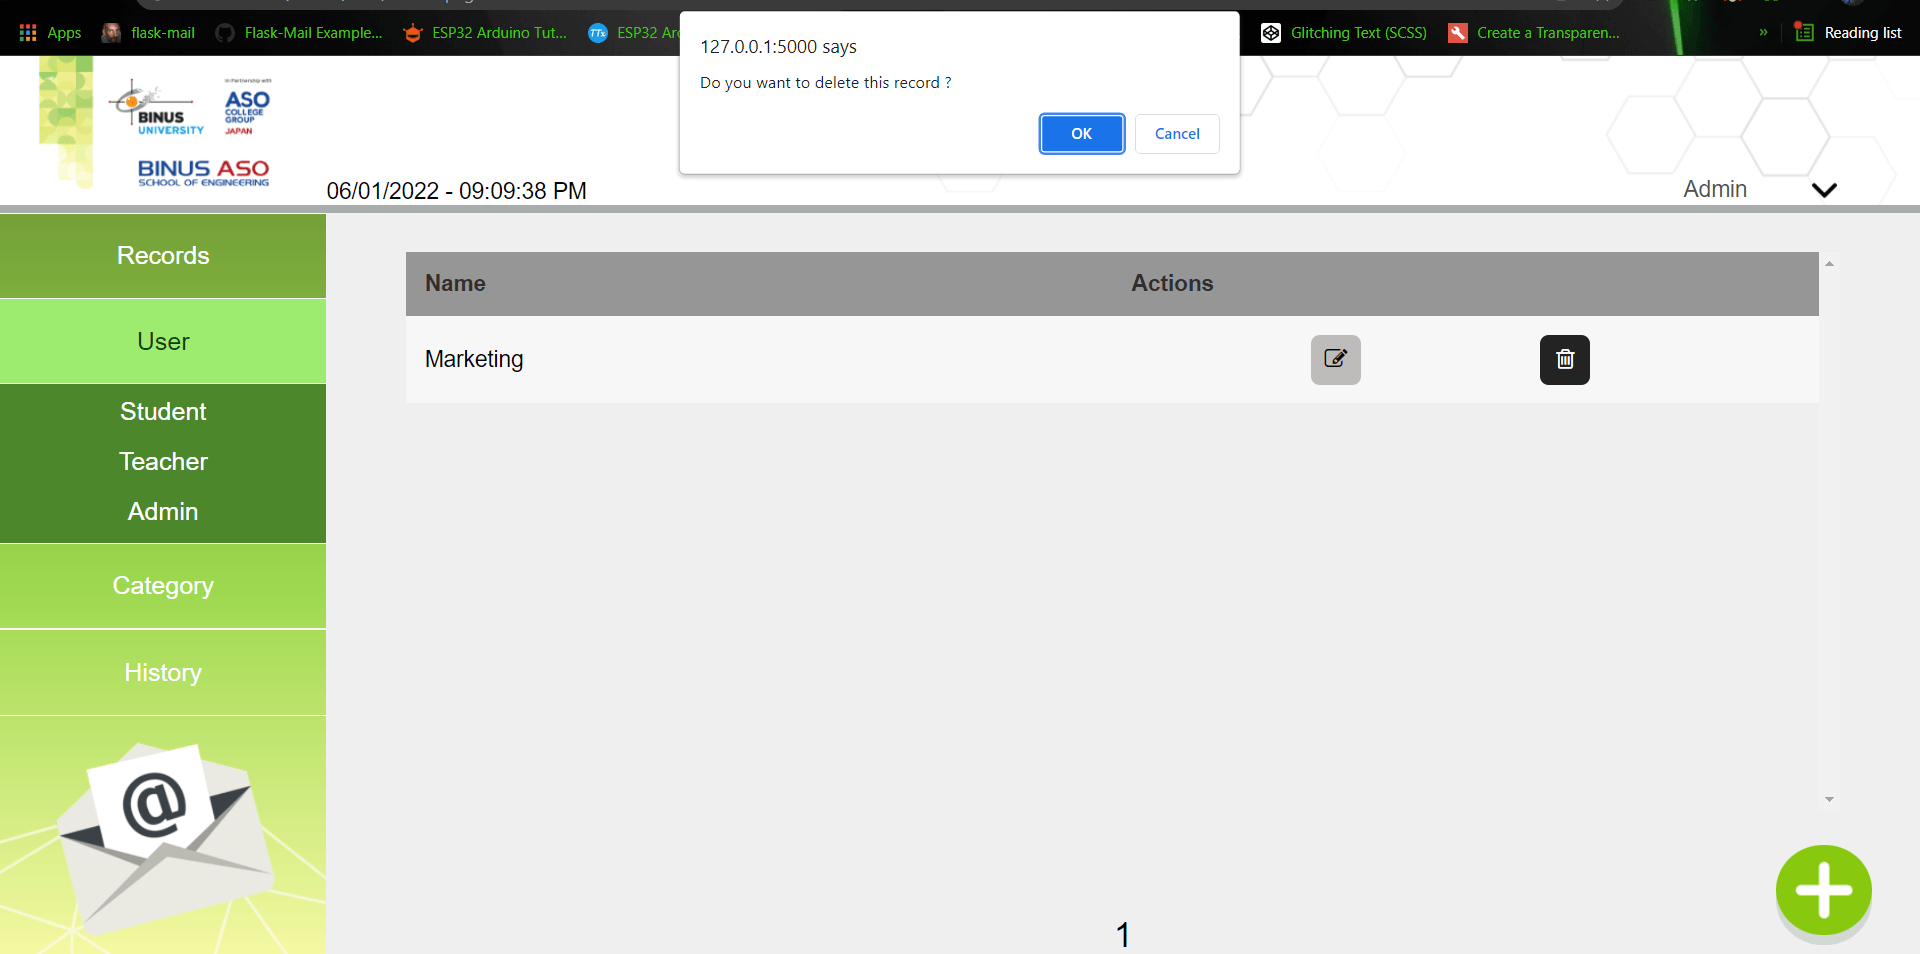 Apps flask-mail Flask-Mail Example... ESP32 Arduino Tut... TTs ESP32 Ar Glitching Text (SCSS) Create a Transparen... » Reading list
127.0.0.1:5000 says
Do you want to delete this record ?
OK Cancel
In Partnership with
BINUS UNIVERSITY
ASO
COLLEGE
GROUP
JAPAN
BINUS ASO
SCHOOL OF ENGINEERING
06/01/2022 - 09:09:38 PM
Admin
Records
User
Student
Teacher
Admin
Category
History
@
Name Actions
Marketing
1